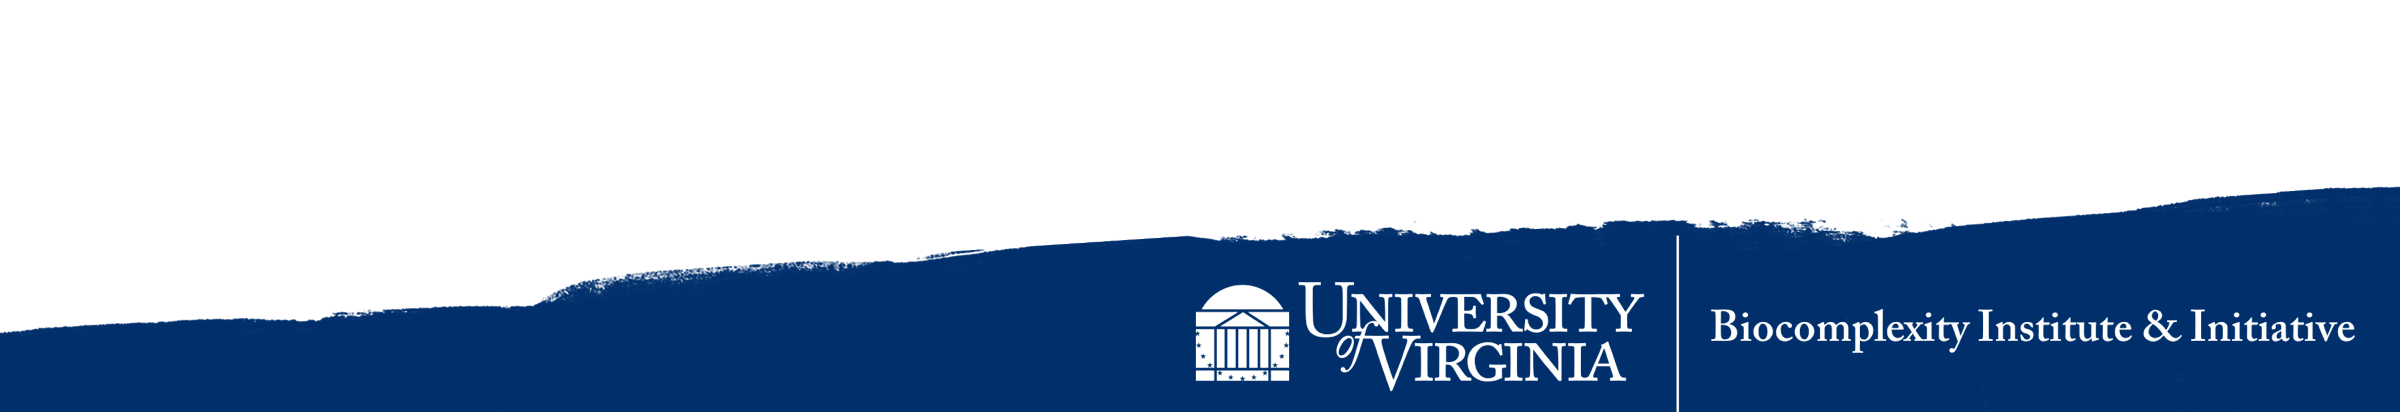 UNIVERSITY
of VIRGINIA
Biocomplexity Institute & Initiative